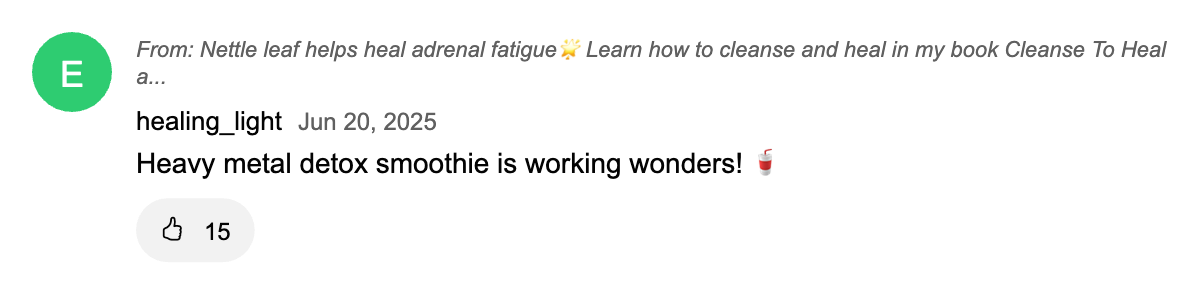 E
From: Nettle leaf helps heal adrenal fatigue🌟 Learn how to cleanse and heal in my book Cleanse To Heal
a...
healing_light Jun 20, 2025
Heavy metal detox smoothie is working wonders! 🥤
15